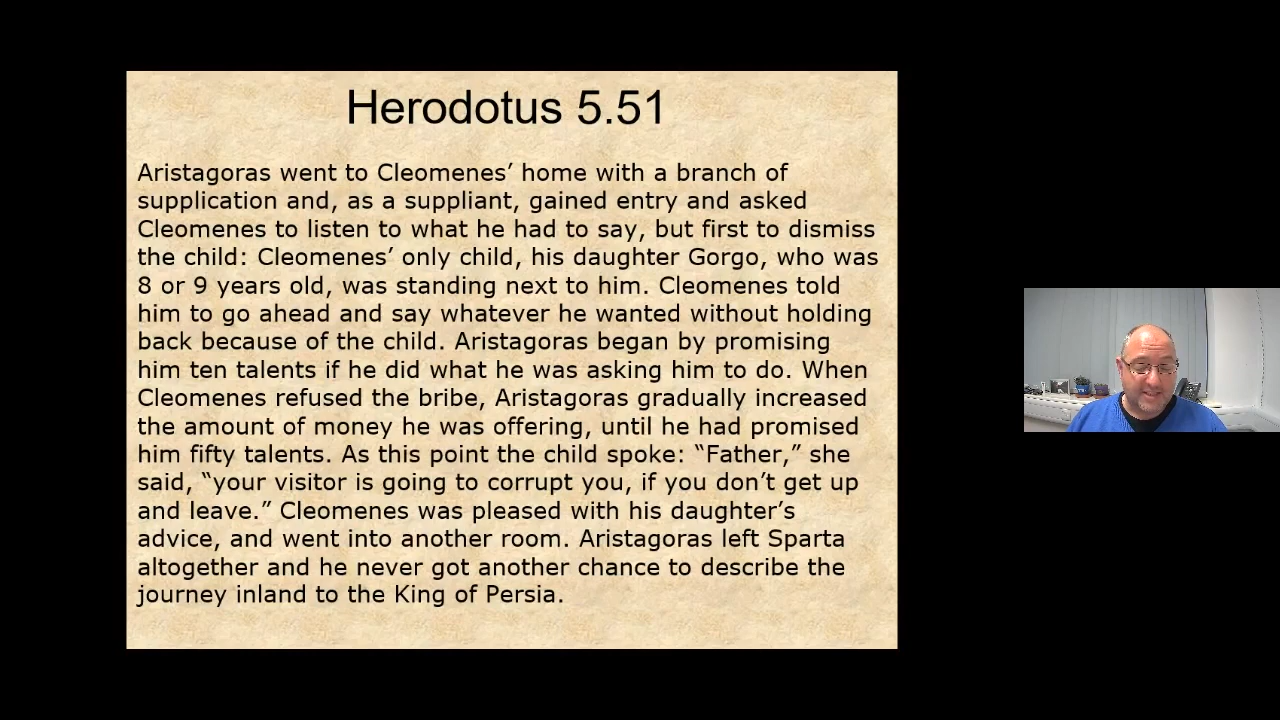 Herodotus 5.51
Aristagoras went to Cleomenes’ home with a branch of
supplication and, as a suppliant, gained entry and asked
Cleomenes to listen to what he had to say, but first to dismiss
the child: Cleomenes’ only child, his daughter Gorgo, who was
8 or 9 years old, was standing next to him. Cleomenes told
him to go ahead and say whatever he wanted without holding
back because of the child. Aristagoras began by promising
him ten talents if he did what he was asking him to do. When
Cleomenes refused the bribe, Aristagoras gradually increased
the amount of money he was offering, until he had promised
him fifty talents. As this point the child spoke: “Father,” she
said, “your visitor is going to corrupt you, if you don’t get up
and leave.” Cleomenes was pleased with his daughter’s
advice, and went into another room. Aristagoras left Sparta
altogether and he never got another chance to describe the
journey inland to the King of Persia.